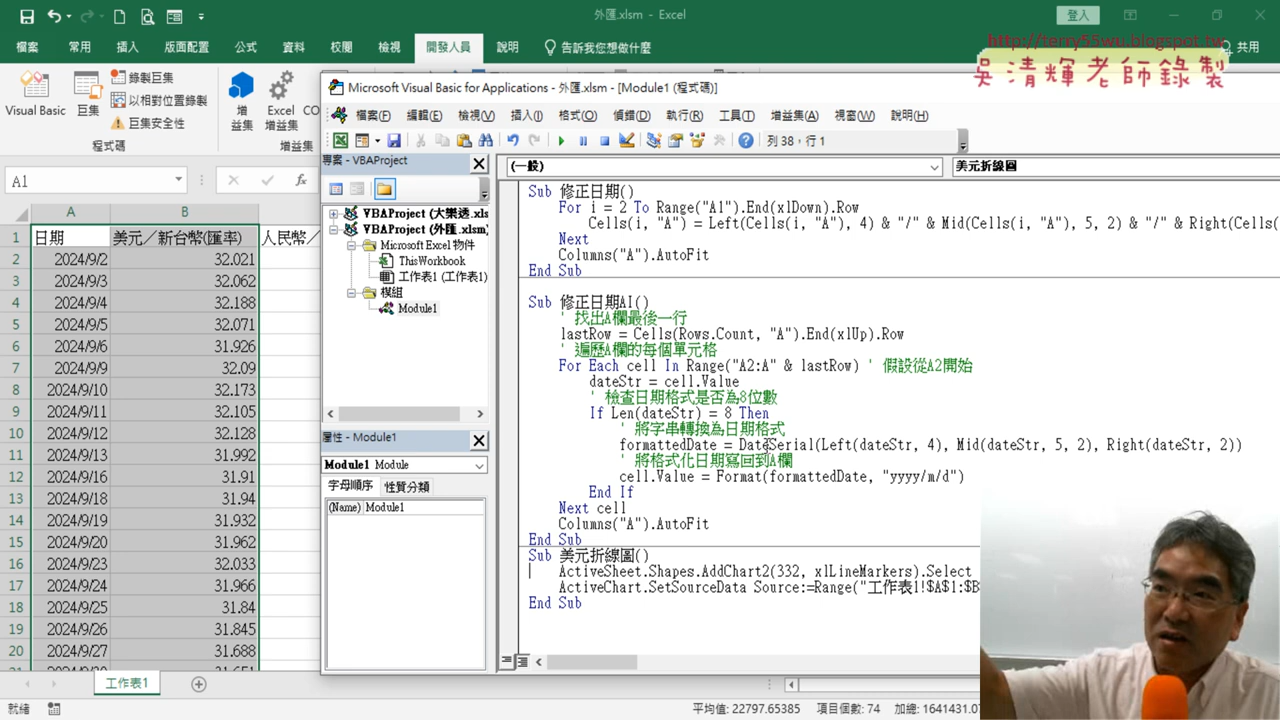 外匯.xlsm - Excel
登入
http://terry55wu.blogspot.tw
吳清輝老師錄製
檔案 常用 插入 版面配置 公式 資料 校閱 檢視 開發人員 說明 告訴我您想做什麼 共用
Visual Basic 巨集 錄製巨集 以相對位置錄製 巨集安全性
增益集 Excel 增益集 CO
程式碼 增益集
A1
A B
1 日期 美元／新台幣(匯率) 人民幣／
2 2024/9/2 32.021
3 2024/9/3 32.062
4 2024/9/4 32.188
5 2024/9/5 32.071
6 2024/9/6 31.926
7 2024/9/9 32.09
8 2024/9/10 32.173
9 2024/9/11 32.105
10 2024/9/12 32.128
11 2024/9/13 31.992
12 2024/9/16 31.91
13 2024/9/18 31.94
14 2024/9/19 31.932
15 2024/9/20 31.962
16 2024/9/23 32.033
17 2024/9/24 31.966
18 2024/9/25 31.84
19 2024/9/26 31.845
20 2024/9/27 31.688
工作表1
就緒
平均值: 22797.65385 項目個數: 74 加總: 1641431.0
Microsoft Visual Basic for Applications - 外匯.xlsm - [Module1 (程式碼)]
檔案(F) 編輯(E) 檢視(V) 插入(I) 格式(O) 偵錯(D) 執行(R) 工具(T) 增益集(A) 視窗(W) 說明(H)
列 38，行 1
專案 - VBAProject
VBAProject (大樂透.xls
VBAProject (外匯.xlsm)
Microsoft Excel 物件
ThisWorkbook
工作表1 (工作表1)
模組
Module1
屬性 - Module1
Module1 Module
字母順序 性質分類
(Name) Module1
(一般) 美元折線圖
Sub 修正日期()
For i = 2 To Range("A1").End(xlDown).Row
Cells(i, "A") = Left(Cells(i, "A"), 4) & "/" & Mid(Cells(i, "A"), 5, 2) & "/" & Right(Cells(
Next
Columns("A").AutoFit
End Sub
Sub 修正日期AI()
' 找出A欄最後一行
lastRow = Cells(Rows.Count, "A").End(xlUp).Row
' 遍歷A欄的每個單元格
For Each cell In Range("A2:A" & lastRow) ' 假設從A2開始
dateStr = cell.Value
' 檢查日期格式是否為8位數
If Len(dateStr) = 8 Then
' 將字串轉換為日期格式
formattedDate = DateSerial(Left(dateStr, 4), Mid(dateStr, 5, 2), Right(dateStr, 2))
' 將格式化日期寫回到A欄
cell.Value = Format(formattedDate, "yyyy/m/d")
End If
Next cell
Columns("A").AutoFit
End Sub
Sub 美元折線圖()
ActiveSheet.Shapes.AddChart2(332, xlLineMarkers).Select
ActiveChart.SetSourceData Source:=Range("工作表1!$A$1:$B
End Sub